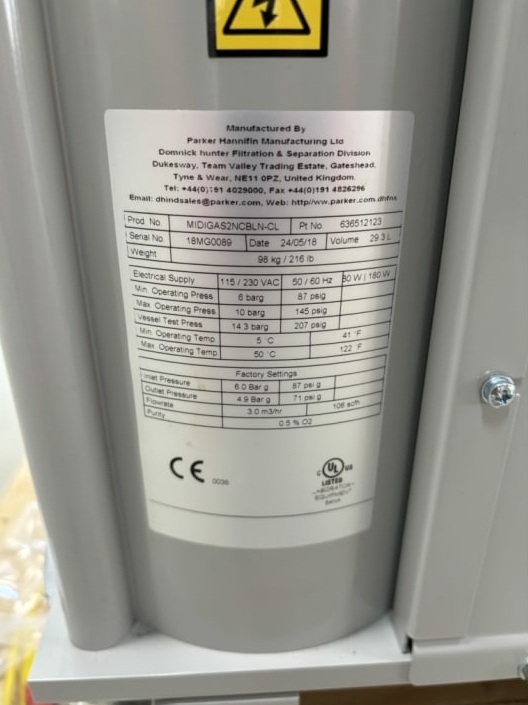 Manufactured By
Parker Hannifin Manufacturing Ltd
Domnick hunter Filtration & Separation Division
Dukesway, Team Valley Trading Estate, Gateshead,
Tyne & Wear, NE11 0PZ, United Kingdom
Tel: +44(0)191 4029000, Fax +44(0)191 4826296
Email: dhindsales@parker.com, Web: http//ww.parker.com.dhfns
Prod No. MIDIGAS2NCBLN-CL Pt No. 636512123
Serial No. 18MG0089 Date 24/05/18 Volume 29.3 L
Weight 98 kg / 216 lb
Electrical Supply 115 / 230 VAC 50 / 60 Hz 80 W | 180 W
Min. Operating Press 6 barg 87 psig
Max. Operating Press 10 barg 145 psig
Vessel Test Press 14.3 barg 207 psig
Min. Operating Temp 5 °C 41 °F
Max. Operating Temp 50 °C 122 °F
Factory Settings
Inlet Pressure 6.0 Bar g 87 psi g
Outlet Pressure 4.9 Bar g 71 psi g
Flowrate 3.0 m3/hr 106 scfh
Purity 0.5 % O2
CE 0036
C UL US
LISTED
LABORATORY
EQUIPMENT